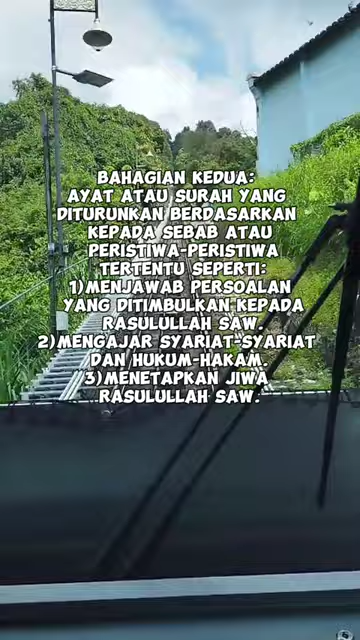 BAHAGIAN KEDUA:
AYAT ATAU SURAH YANG
DITURUNKAN BERDASARKAN
KEPADA SEBAB ATAU
PERISTIWA-PERISTIWA
TERTENTU SEPERTI:
1)MENJAWAB PERSOALAN
YANG DITIMBULKAN KEPADA
RASULULLAH SAW.
2)MENGAJAR SYARIAT-SYARIAT
DAN HUKUM-HAKAM.
3)MENETAPKAN JIWA
RASULULLAH SAW.